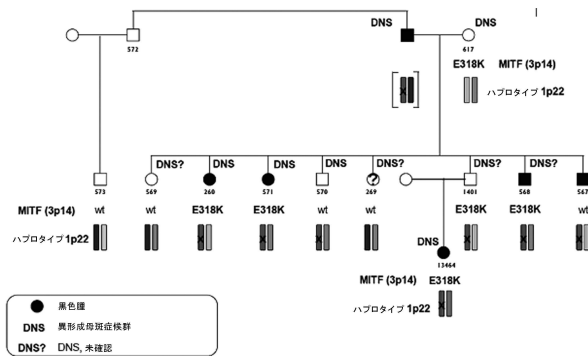 DNS
DNS
572
617
E318K MITF (3p14)
X
ハプロタイプ 1p22
DNS? DNS DNS DNS DNS? DNS? DNS?
?
573 569 260 571 570 269 1401 568 567
MITF (3p14) wt wt E318K E318K wt wt E318K E318K wt
ハプロタイプ 1p22 X X X X X X
DNS
13464
MITF (3p14) E318K
ハプロタイプ 1p22 X
黒色腫
DNS 異形成母斑症候群
DNS? DNS, 未確認